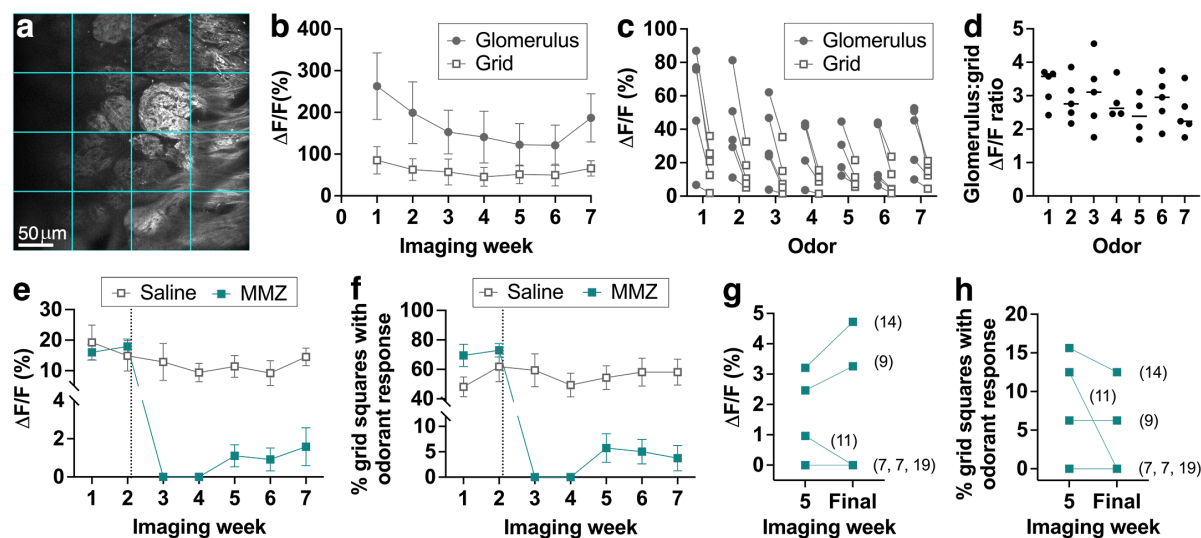 a
50 μm
b
ΔF/F (%)
400
300
200
100
0
Glomerulus
Grid
0 1 2 3 4 5 6 7
Imaging week
c
ΔF/F (%)
100
80
60
40
20
0
Glomerulus
Grid
1 2 3 4 5 6 7
Odor
d
Glomerulus:grid
ΔF/F ratio
5
4
3
2
1
0
1 2 3 4 5 6 7
Odor
e
Saline MMZ
ΔF/F (%)
30
20
10
4
2
0
1 2 3 4 5 6 7
Imaging week
f
Saline MMZ
% grid squares with
odorant response
100
80
60
40
10
5
0
1 2 3 4 5 6 7
Imaging week
g
ΔF/F (%)
5
4
3
2
1
0
(14)
(9)
(11)
(7, 7, 19)
5 Final
Imaging week
h
% grid squares with
odorant response
20
15
10
5
0
(14)
(11)
(9)
(7, 7, 19)
5 Final
Imaging week